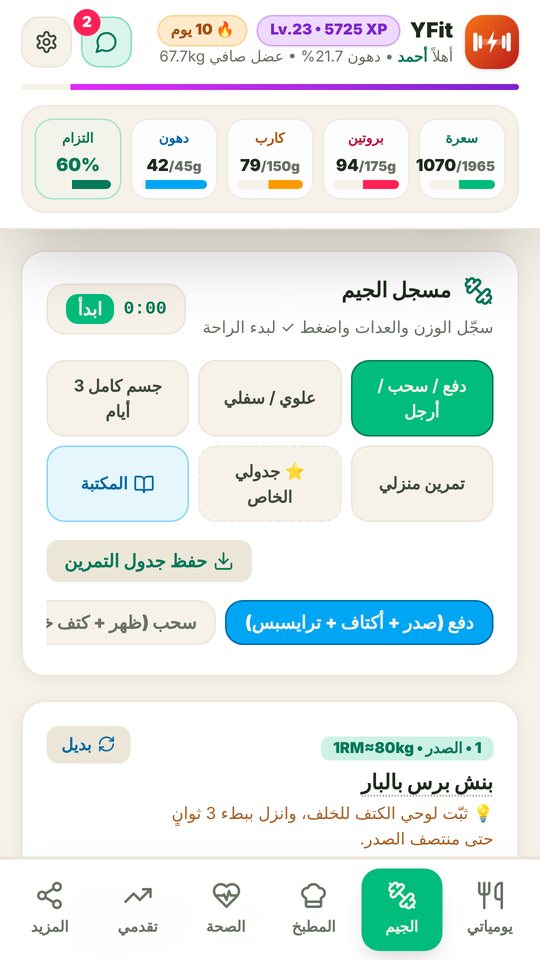 YFit
Lv.23 • 5725 XP
🔥 10 يوم
2
أهلاً أحمد • دهون 21.7% • عضل صافي 67.7kg
سعرة
1070/1965
بروتين
94/175g
كارب
79/150g
دهون
42/45g
التزام
60%
مسجل الجيم
سجّل الوزن والعدات واضغط ✓ لبدء الراحة
0:00
ابدأ
دفع / سحب /
أرجل
علوي / سفلي
جسم كامل 3
أيام
تمرين منزلي
⭐ جدولي
الخاص
المكتبة
حفظ جدول التمرين
دفع (صدر + أكتاف + ترايسبس)
سحب (ظهر + كتف
1 • الصدر • 1RM≈80kg
بديل
بنش برس بالبار
💡 ثبّت لوحي الكتف للخلف، وانزل ببطء 3 ثوانٍ
حتى منتصف الصدر.
يومياتي
الجيم
المطبخ
الصحة
تقدمي
المزيد